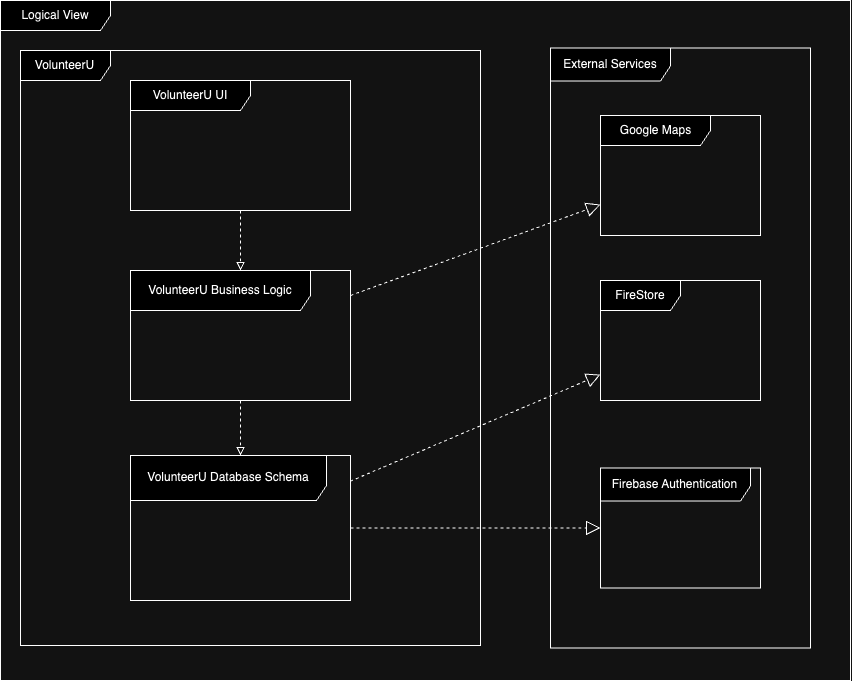 Logical View
VolunteerU
VolunteerU UI
VolunteerU Business Logic
VolunteerU Database Schema
External Services
Google Maps
FireStore
Firebase Authentication